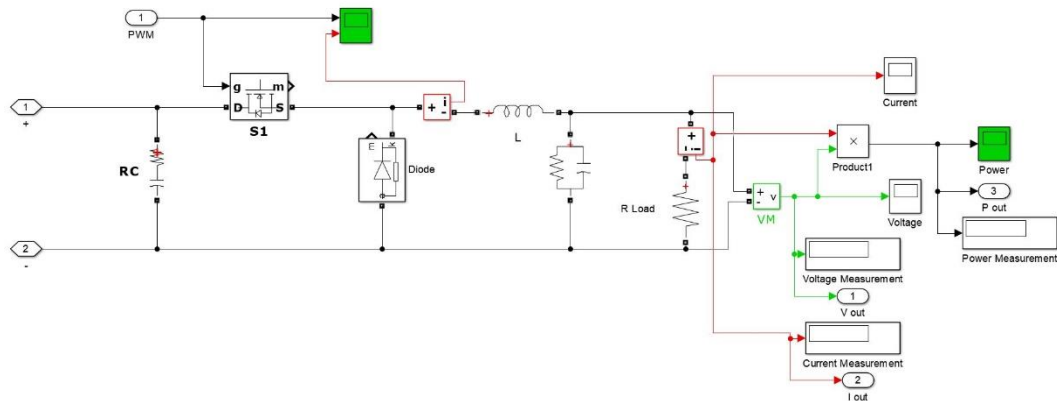 1
PWM
g
m
D
S
S1
1
+
+
RC
+
i
-
+
L
+
m
k
a
Diode
+
i
-
+
R Load
+
v
-
VM
×
Product1
Current
Power
3
P out
Voltage
Power Measurement
Voltage Measurement
1
V out
Current Measurement
2
I out
2
-